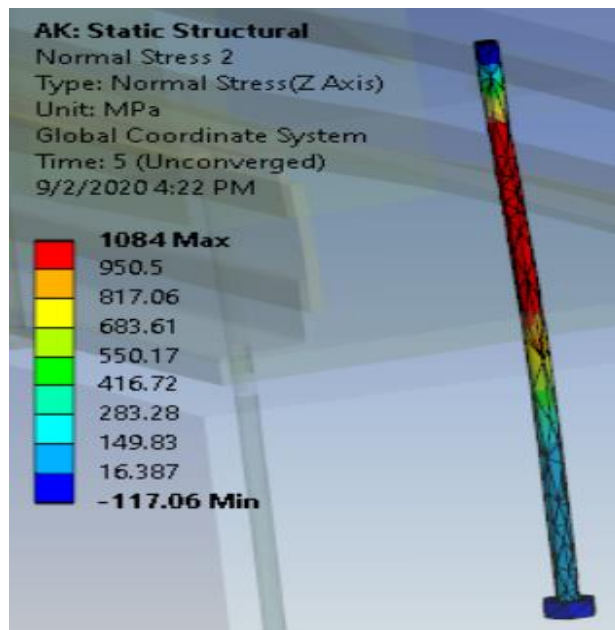 AK: Static Structural
Normal Stress 2
Type: Normal Stress(Z Axis)
Unit: MPa
Global Coordinate System
Time: 5 (Unconverged)
9/2/2020 4:22 PM
1084 Max
950.5
817.06
683.61
550.17
416.72
283.28
149.83
16.387
-117.06 Min